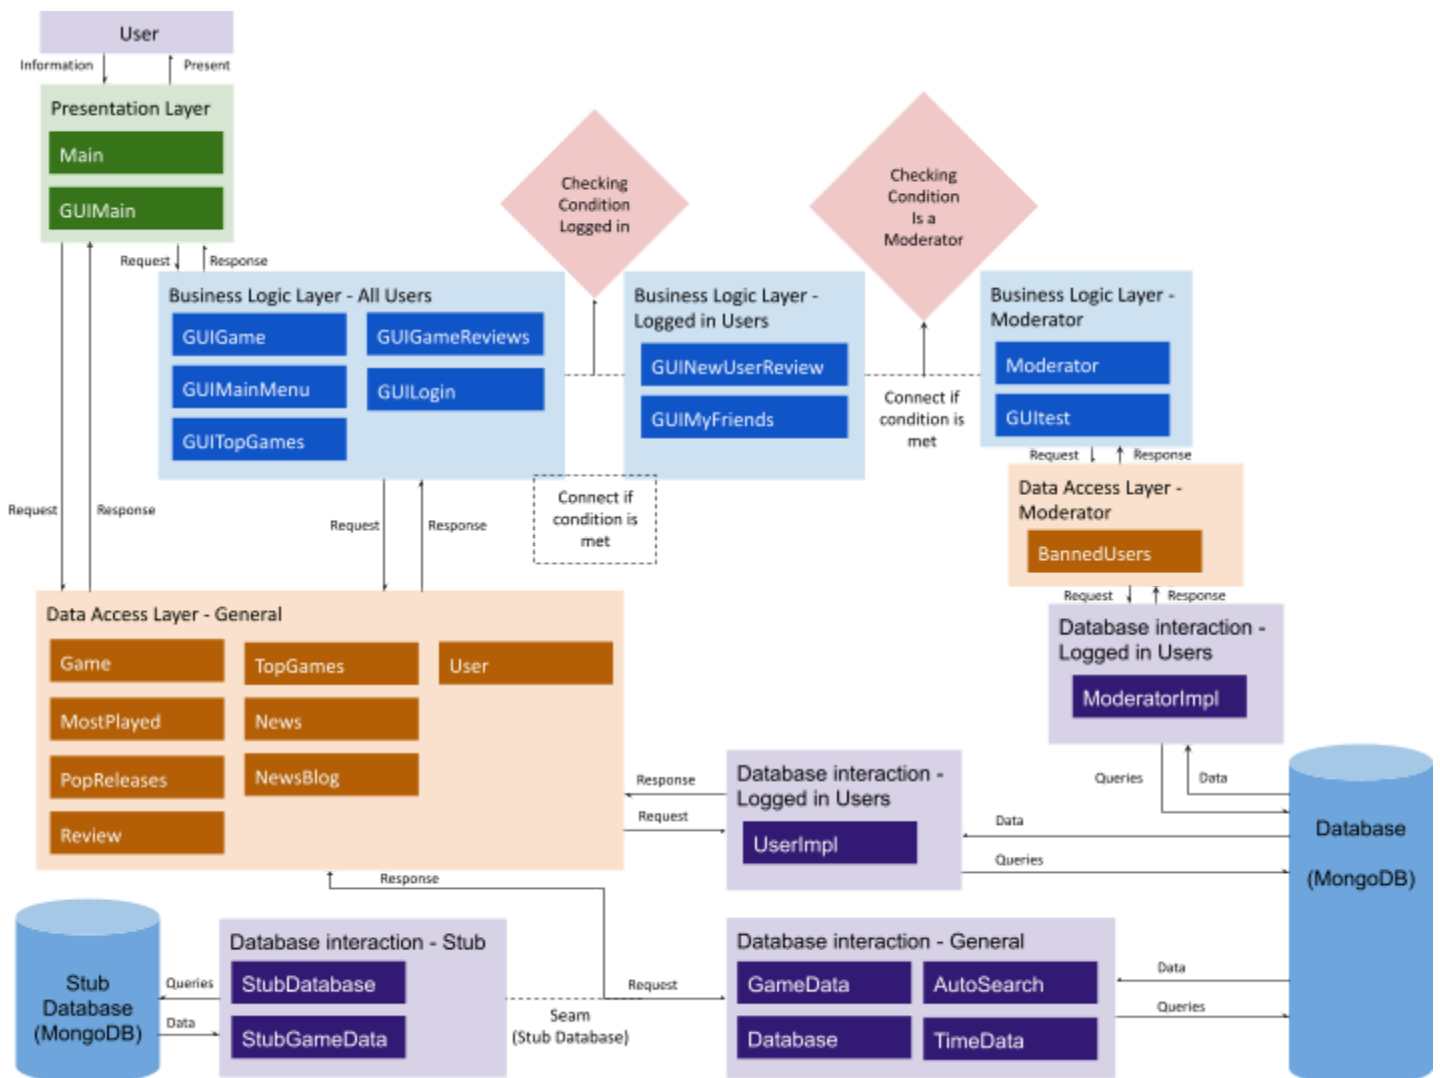 User
Information
Present
Presentation Layer
Main
GUIMain
Request
Response
Checking
Condition
Logged in
Checking
Condition
Is a
Moderator
Business Logic Layer - All Users
GUIGame
GUIGameReviews
GUIMainMenu
GUILogin
GUITopGames
Business Logic Layer -
Logged in Users
GUINewUserReview
GUIMyFriends
Connect if
condition is
met
Business Logic Layer -
Moderator
Moderator
GUItest
Request
Response
Connect if
condition is
met
Request
Response
Request
Response
Data Access Layer -
Moderator
BannedUsers
Request
Response
Database interaction -
Logged in Users
ModeratorImpl
Queries
Data
Data Access Layer - General
Game
TopGames
User
MostPlayed
News
PopReleases
NewsBlog
Review
Response
Request
Database interaction -
Logged in Users
UserImpl
Data
Queries
Database
(MongoDB)
Response
Stub
Database
(MongoDB)
Queries
Data
Database interaction - Stub
StubDatabase
StubGameData
Seam
(Stub Database)
Request
Database interaction - General
GameData
AutoSearch
Database
TimeData
Data
Queries